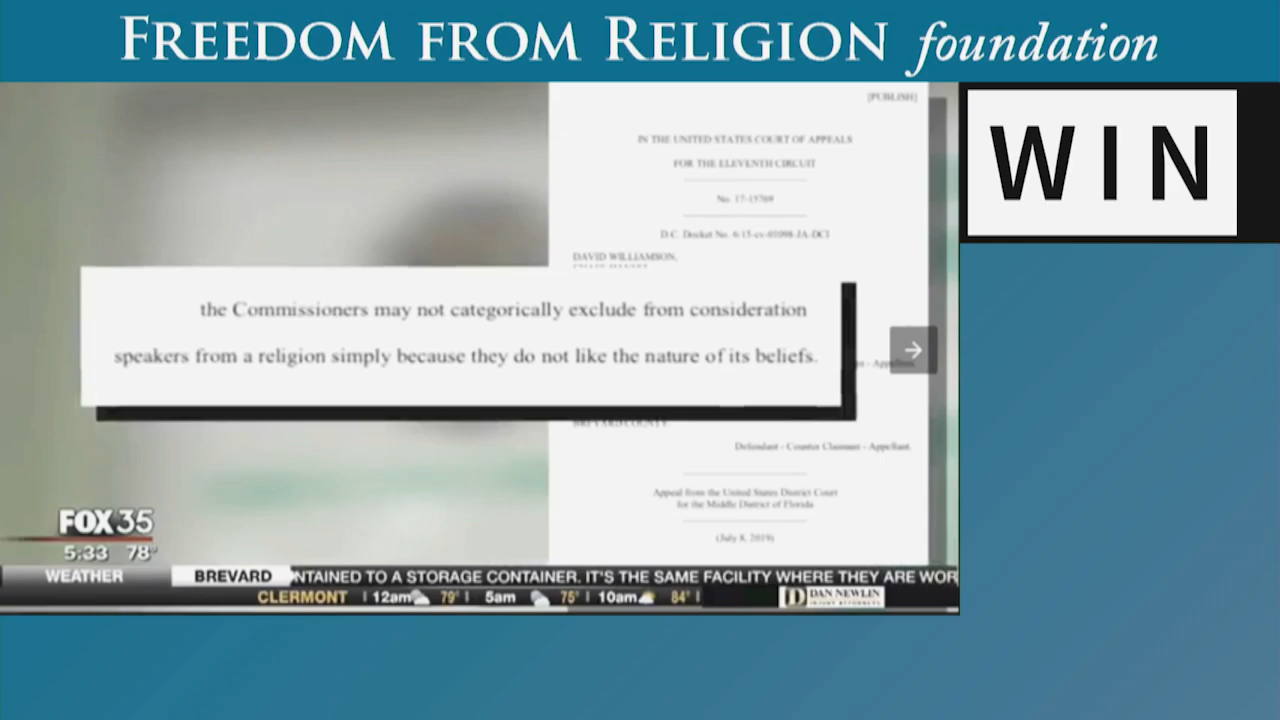 FREEDOM FROM RELIGION foundation
WIN
[PUBLISH]
IN THE UNITED STATES COURT OF APPEALS
FOR THE ELEVENTH CIRCUIT
No. 17-15769
D.C. Docket No. 6:15-cv-01098-JA-DCI
DAVID WILLIAMSON,
the Commissioners may not categorically exclude from consideration
speakers from a religion simply because they do not like the nature of its beliefs.
BREVARD COUNTY,
Defendant - Counter Claimant - Appellant.
Appeal from the United States District Court
for the Middle District of Florida
(July 8, 2019)
FOX 35
5:33 78°
WEATHER BREVARD NTAINED TO A STORAGE CONTAINER. IT'S THE SAME FACILITY WHERE THEY ARE WOR
CLERMONT 12am 79° 5am 75° 10am 84° DAN NEWLIN
INJURY ATTORNEYS